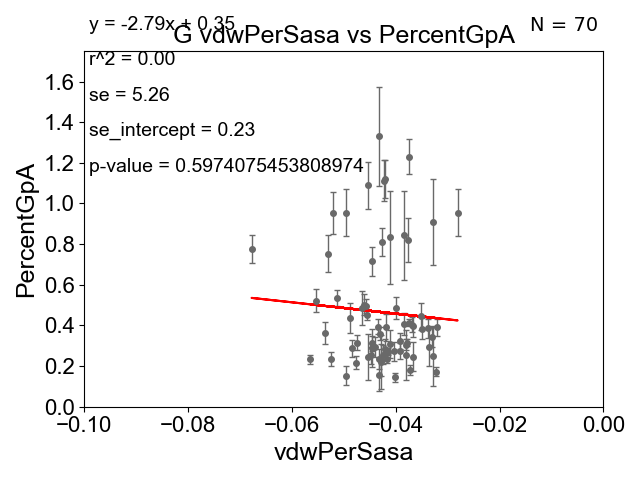 y = -2.79x + 0.35
N = 70
G vdwPerSasa vs PercentGpA
r^2 = 0.00
se = 5.26
se_intercept = 0.23
p-value = 0.5974075453808974
PercentGpA
1.6
1.4
1.2
1.0
0.8
0.6
0.4
0.2
0.0
−0.10 −0.08 −0.06 −0.04 −0.02 0.00
vdwPerSasa